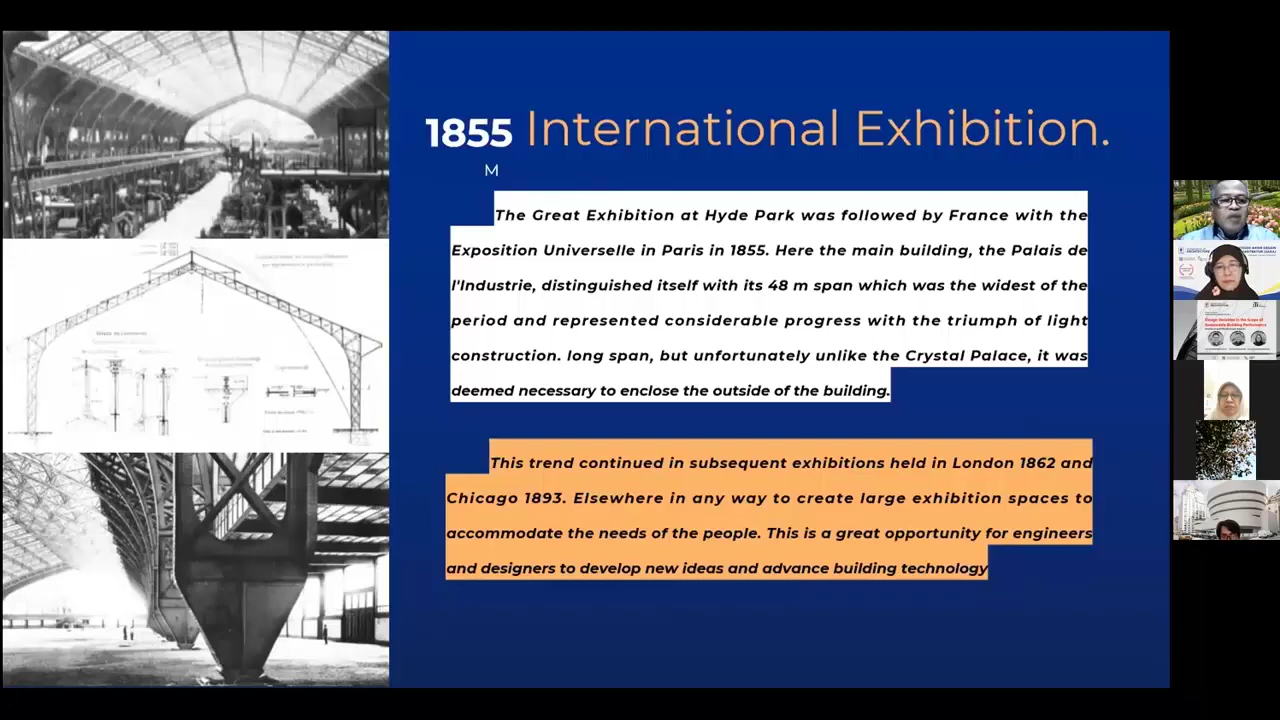 1855 International Exhibition.
M
The Great Exhibition at Hyde Park was followed by France with the
Exposition Universelle in Paris in 1855. Here the main building, the Palais de
l'Industrie, distinguished itself with its 48 m span which was the widest of the
period and represented considerable progress with the triumph of light
construction. long span, but unfortunately unlike the Crystal Palace, it was
deemed necessary to enclose the outside of the building.
This trend continued in subsequent exhibitions held in London 1862 and
Chicago 1893. Elsewhere in any way to create large exhibition spaces to
accommodate the needs of the people. This is a great opportunity for engineers
and designers to develop new ideas and advance building technology